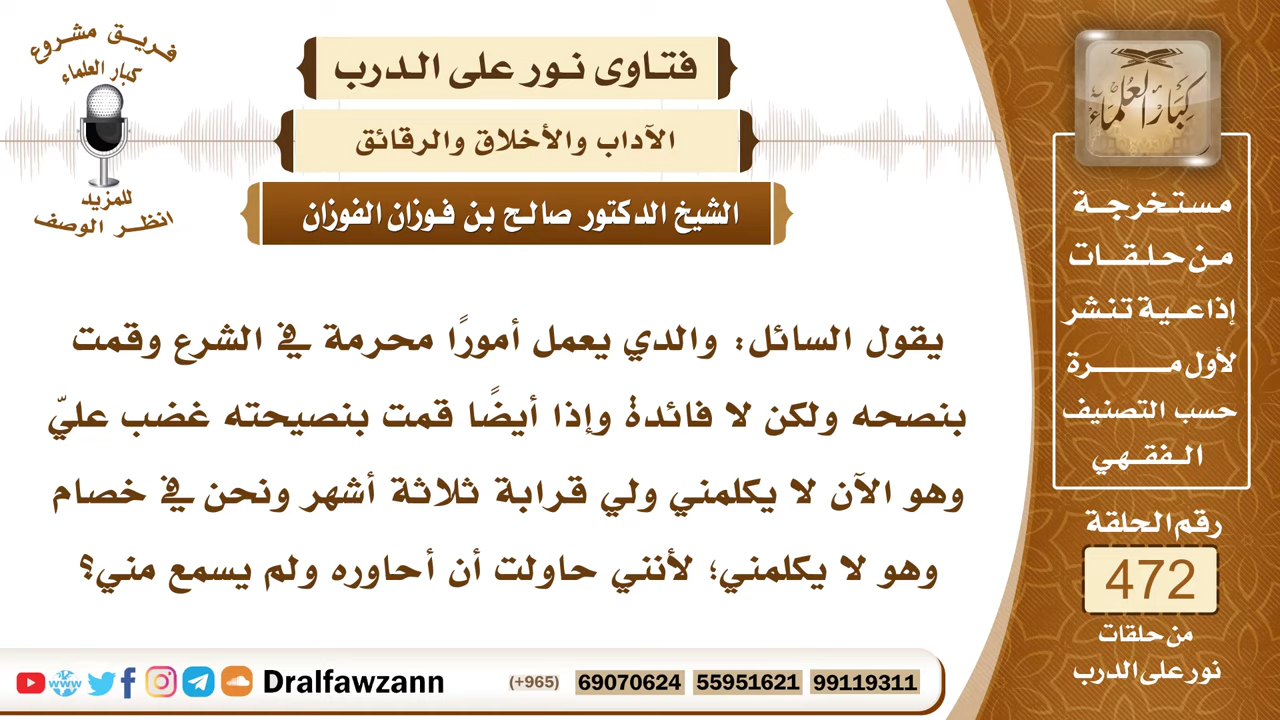 فريق مشروع
كبار العلماء
للمزيد
انظر الوصف
فتاوى نور على الدرب
الآداب والأخلاق والرقائق
الشيخ الدكتور صالح بن فوزان الفوزان
يقول السائل: والدي يعمل أمورًا محرمة في الشرع وقمت
بنصحه ولكن لا فائدة وإذا أيضًا قمت بنصيحته غضب عليّ
وهو الآن لا يكلمني ولي قرابة ثلاثة أشهر ونحن في خصام
وهو لا يكلمني؛ لأنني حاولت أن أحاوره ولم يسمع مني؟
كبار العلماء
مستخرجة
من حلقات
إذاعية تنشر
لأول مرة
حسب التصنيف
الفقهي
رقم الحلقة
472
من حلقات
نور على الدرب
www
Dralfawzann
(+965) 69070624 55951621 99119311